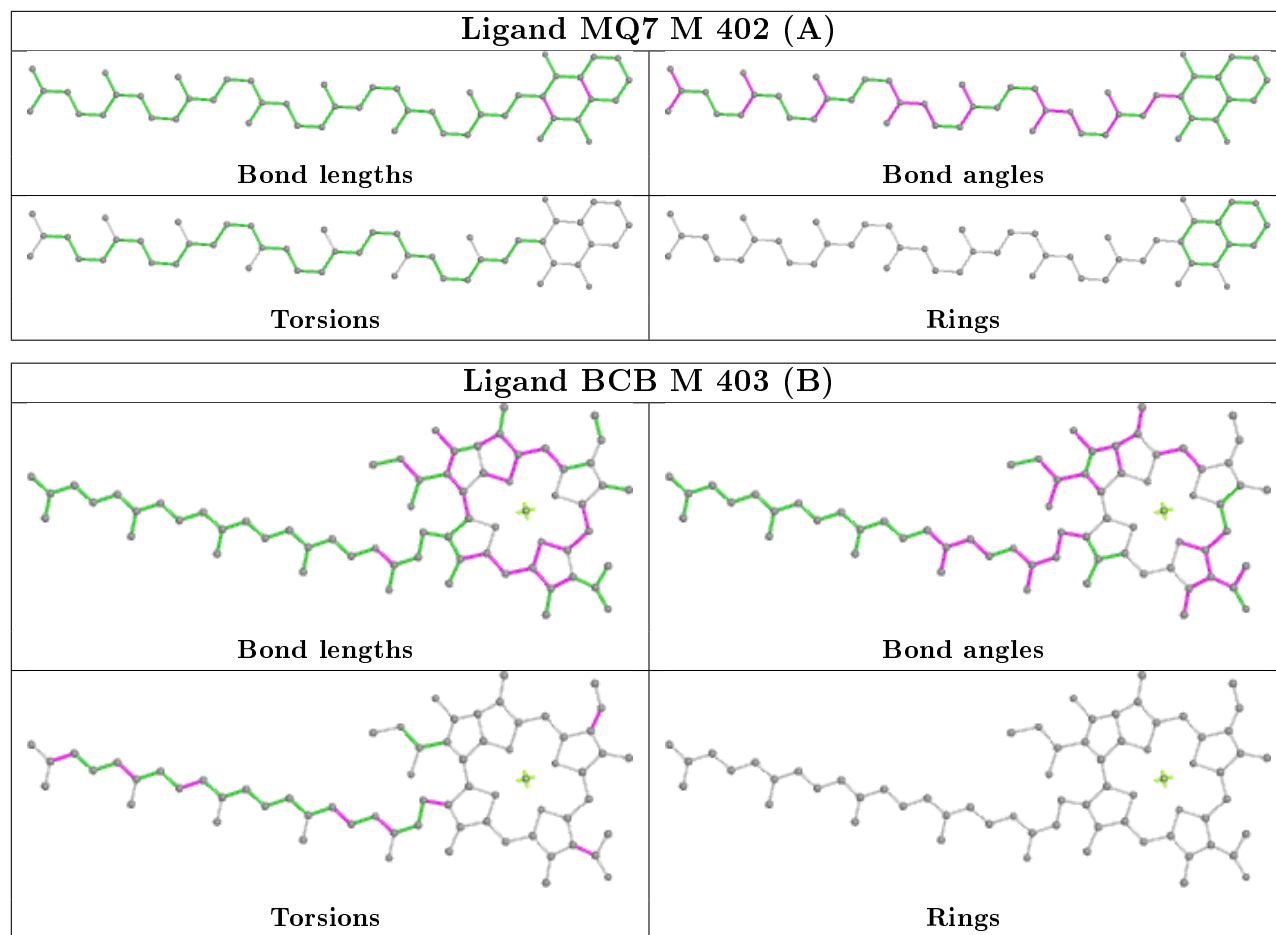 Ligand MQ7 M 402 (A)
Bond lengths
Bond angles
Torsions
Rings
Ligand BCB M 403 (B)
Bond lengths
Bond angles
Torsions
Rings